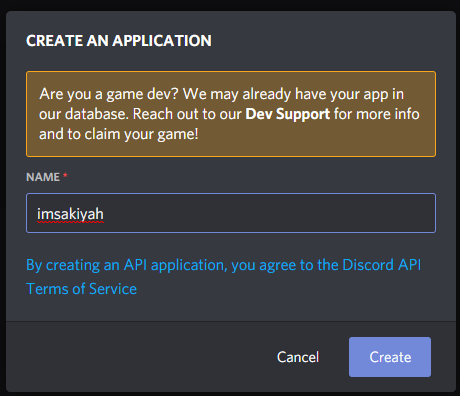 CREATE AN APPLICATION
Are you a game dev? We may already have your app in
our database. Reach out to our Dev Support for more info
and to claim your game!
NAME *
imsakiyah
By creating an API application, you agree to the Discord API
Terms of Service
Cancel
Create